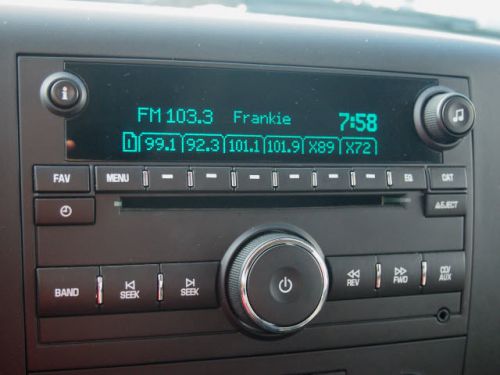 i
FM 103.3 Frankie 7:58
1 99.1 92.3 101.1 101.9 X89 X72
FAV MENU EQ CAT
EJECT
BAND SEEK SEEK REV FWD CD/AUX